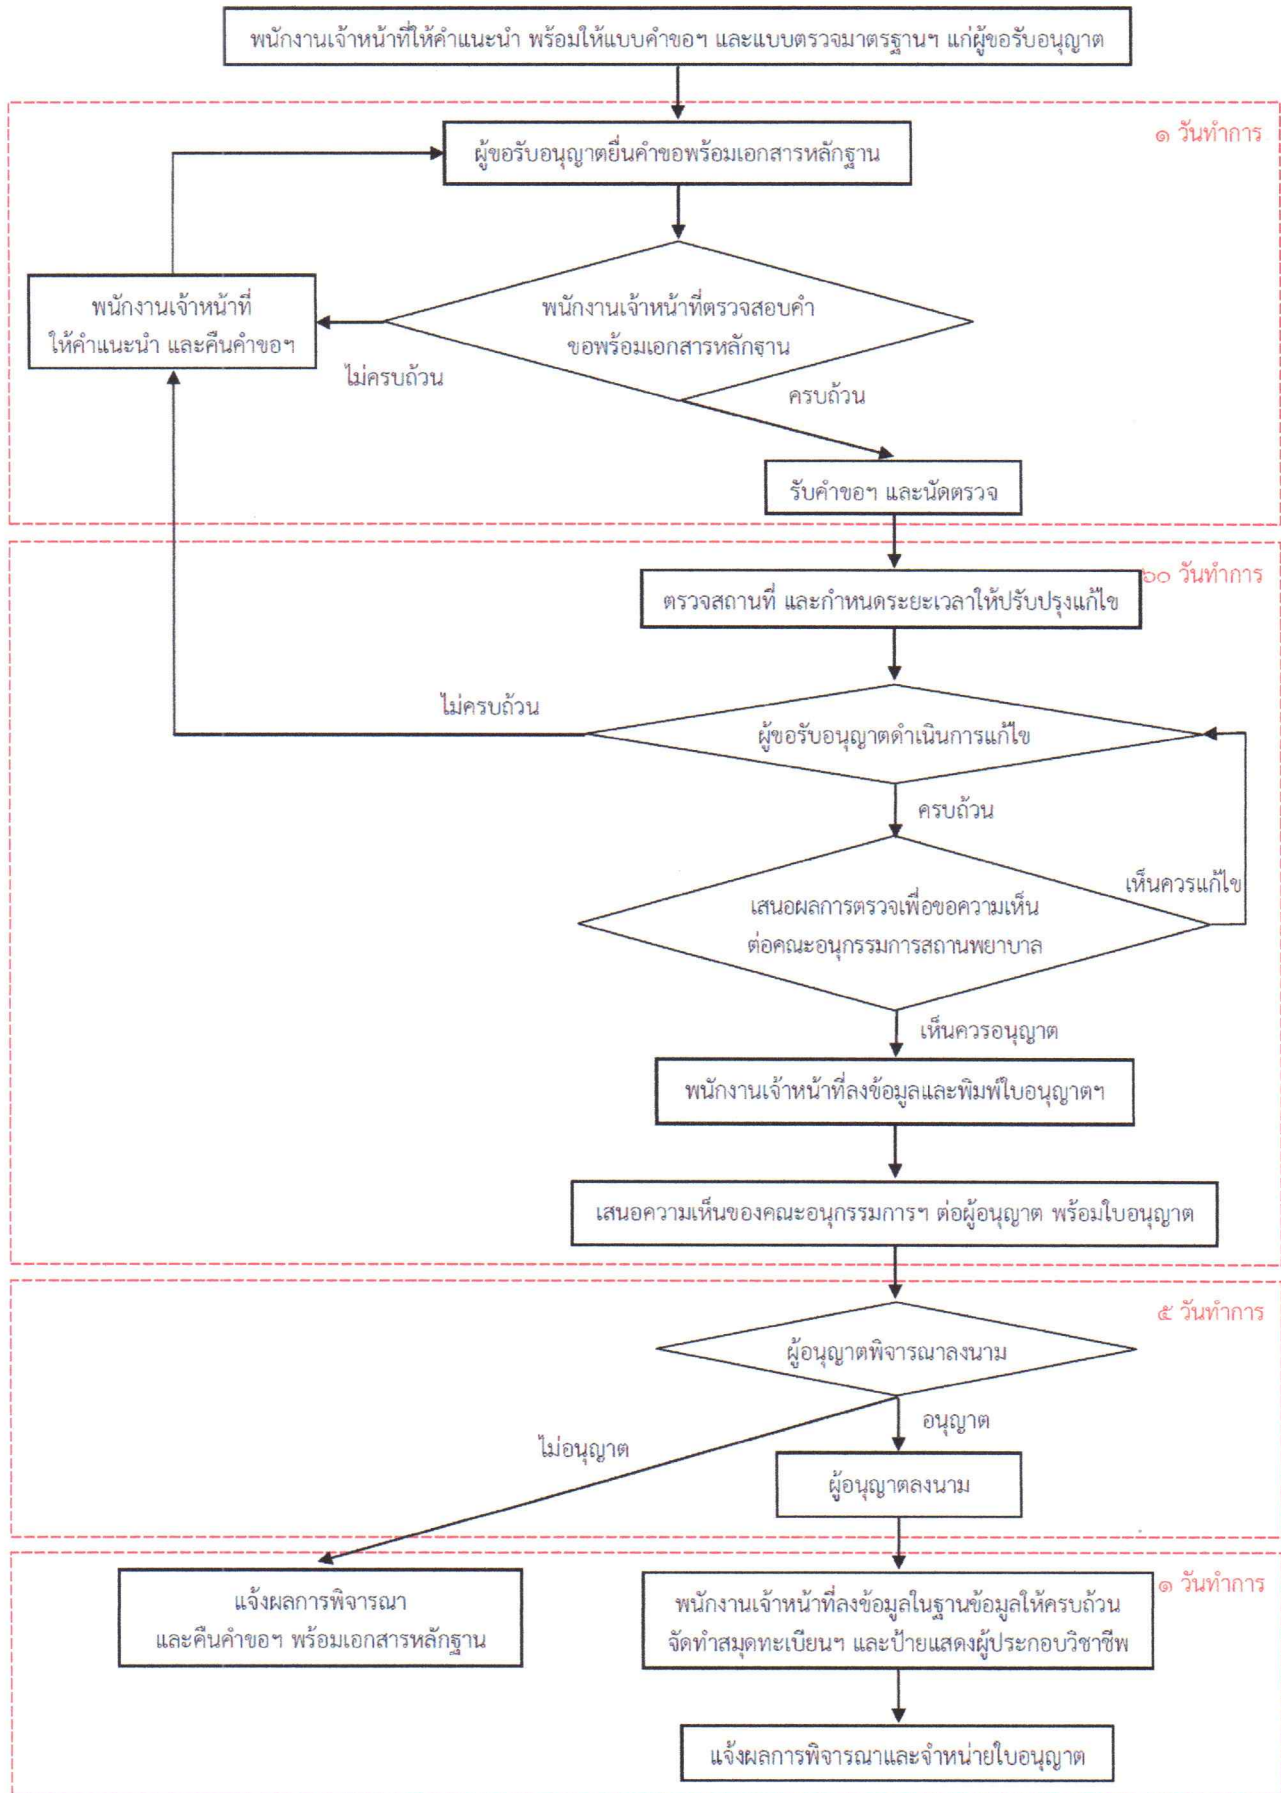 พนักงานเจ้าหน้าที่ให้คำแนะนำ พร้อมให้แบบคำขอฯ และแบบตรวจมาตรฐานฯ แก่ผู้ขอรับอนุญาต
๑ วันทำการ
ผู้ขอรับอนุญาตยื่นคำขอพร้อมเอกสารหลักฐาน
พนักงานเจ้าหน้าที่
ให้คำแนะนำ และคืนคำขอฯ
พนักงานเจ้าหน้าที่ตรวจสอบคำ
ขอพร้อมเอกสารหลักฐาน
ไม่ครบถ้วน
ครบถ้วน
รับคำขอฯ และนัดตรวจ
๖๐ วันทำการ
ตรวจสถานที่ และกำหนดระยะเวลาให้ปรับปรุงแก้ไข
ไม่ครบถ้วน
ผู้ขอรับอนุญาตดำเนินการแก้ไข
ครบถ้วน
เห็นควรแก้ไข
เสนอผลการตรวจเพื่อขอความเห็น
ต่อคณะอนุกรรมการสถานพยาบาล
เห็นควรอนุญาต
พนักงานเจ้าหน้าที่ลงข้อมูลและพิมพ์ใบอนุญาตฯ
เสนอความเห็นของคณะอนุกรรมการฯ ต่อผู้อนุญาต พร้อมใบอนุญาต
๕ วันทำการ
ผู้อนุญาตพิจารณาลงนาม
อนุญาต
ไม่อนุญาต
ผู้อนุญาตลงนาม
๑ วันทำการ
แจ้งผลการพิจารณา
และคืนคำขอฯ พร้อมเอกสารหลักฐาน
พนักงานเจ้าหน้าที่ลงข้อมูลในฐานข้อมูลให้ครบถ้วน
จัดทำสมุดทะเบียนฯ และป้ายแสดงผู้ประกอบวิชาชีพ
แจ้งผลการพิจารณาและจำหน่ายใบอนุญาต